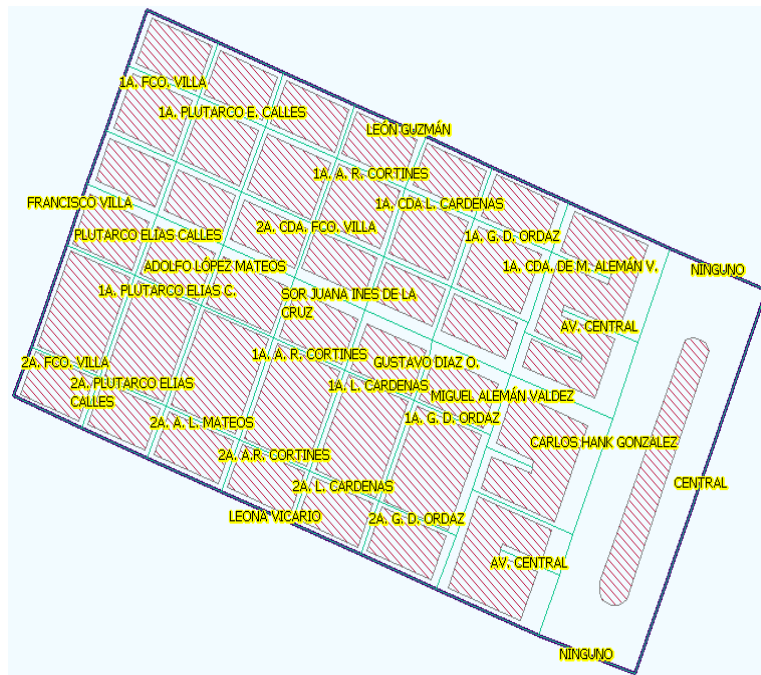 1A. FCO. VILLA
1A. PLUTARCO E. CALLES
LEÓN GUZMÁN
1A. A. R. CORTINES
1A. CDA L. CARDENAS
FRANCISCO VILLA
2A. CDA. FCO. VILLA
PLUTARCO ELÍAS CALLES
1A. G. D. ORDAZ
ADOLFO LÓPEZ MATEOS
1A. CDA. DE M. ALEMÁN V.
NINGUNO
1A. PLUTARCO ELIAS C.
SOR JUANA INES DE LA
CRUZ
AV. CENTRAL
1A. A. R. CORTINES
2A. FCO. VILLA
GUSTAVO DIAZ O.
2A. PLUTARCO ELIAS
CALLES
1A. L. CARDENAS
MIGUEL ALEMÁN VALDEZ
2A. A. L. MATEOS
1A. G. D. ORDAZ
CARLOS HANK GONZALEZ
2A. A.R. CORTINES
2A. L. CARDENAS
CENTRAL
LEONA VICARIO
2A. G. D. ORDAZ
AV. CENTRAL
NINGUNO